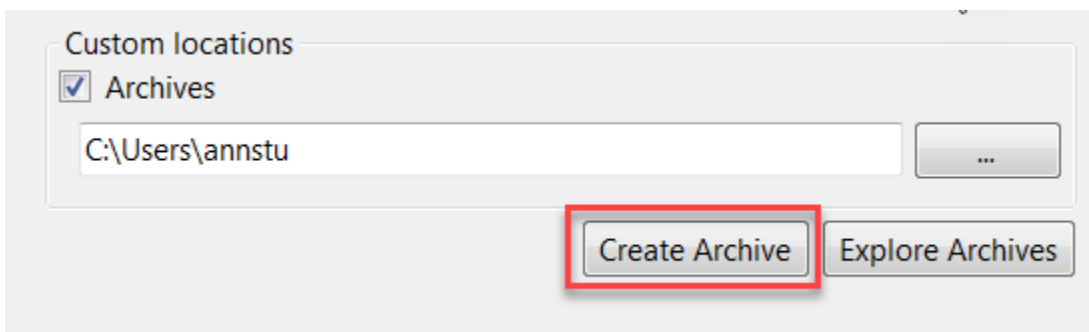 Custom locations
Archives
C:\Users\annstu
...
Create Archive
Explore Archives